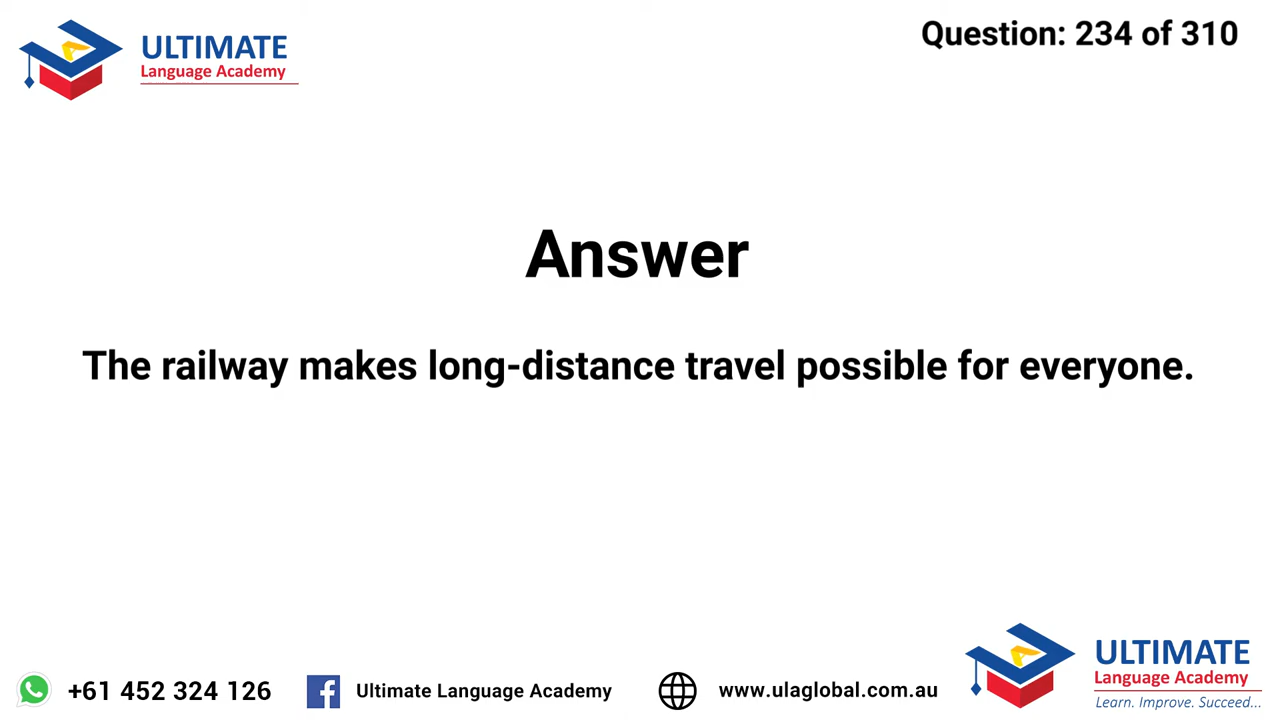 ULTIMATE
Language Academy
Question: 234 of 310
Answer
The railway makes long-distance travel possible for everyone.
+61 452 324 126
Ultimate Language Academy
www.ulaglobal.com.au
ULTIMATE
Language Academy
Learn. Improve. Succeed...